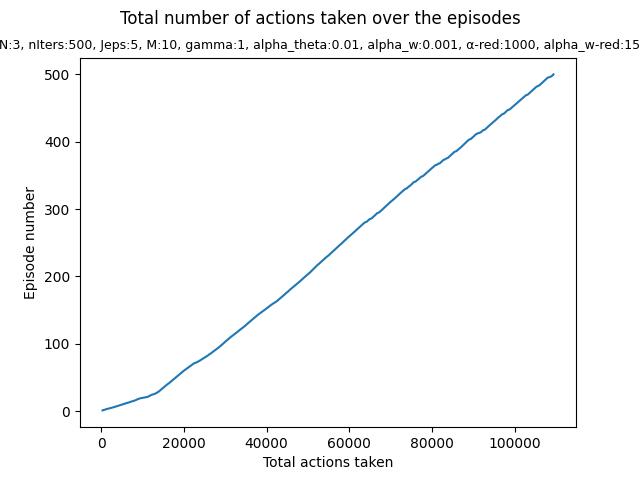 Total number of actions taken over the episodes
N:3, nIters:500, Jeps:5, M:10, gamma:1, alpha_theta:0.01, alpha_w:0.001, α-red:1000, alpha_w-red:15
500
400
300
200
100
0
Episode number
0 20000 40000 60000 80000 100000
Total actions taken